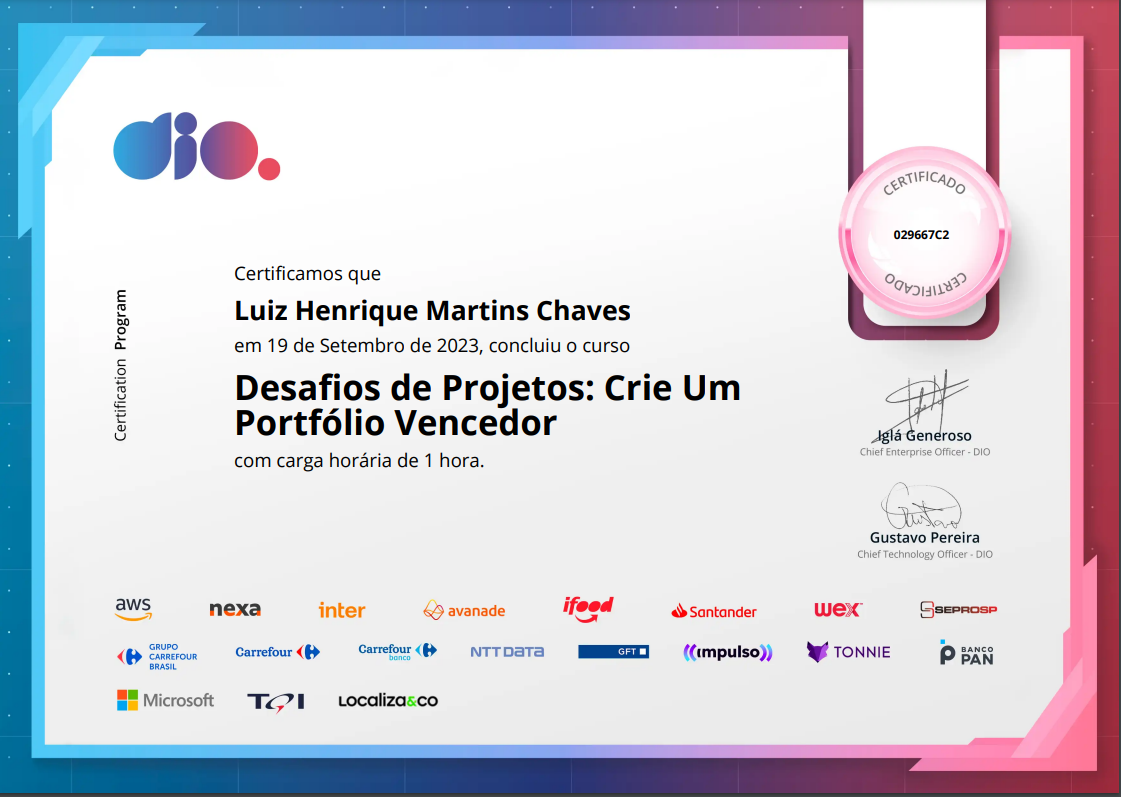 dio.
CERTIFICADO
029667C2
CERTIFICADO
Certification Program
Certificamos que
Luiz Henrique Martins Chaves
em 19 de Setembro de 2023, concluiu o curso
Desafios de Projetos: Crie Um
Portfólio Vencedor
com carga horária de 1 hora.
Iglá Generoso
Chief Enterprise Officer - DIO
Gustavo
Gustavo Pereira
Chief Technology Officer - DIO
aws nexa inter avanade ifood Santander wex SEPROSP
GRUPO
CARREFOUR
BRASIL
Carrefour Carrefour banco NTT DATA GFT impulso TONNIE BANCO
PAN
Microsoft TQI Localiza&co